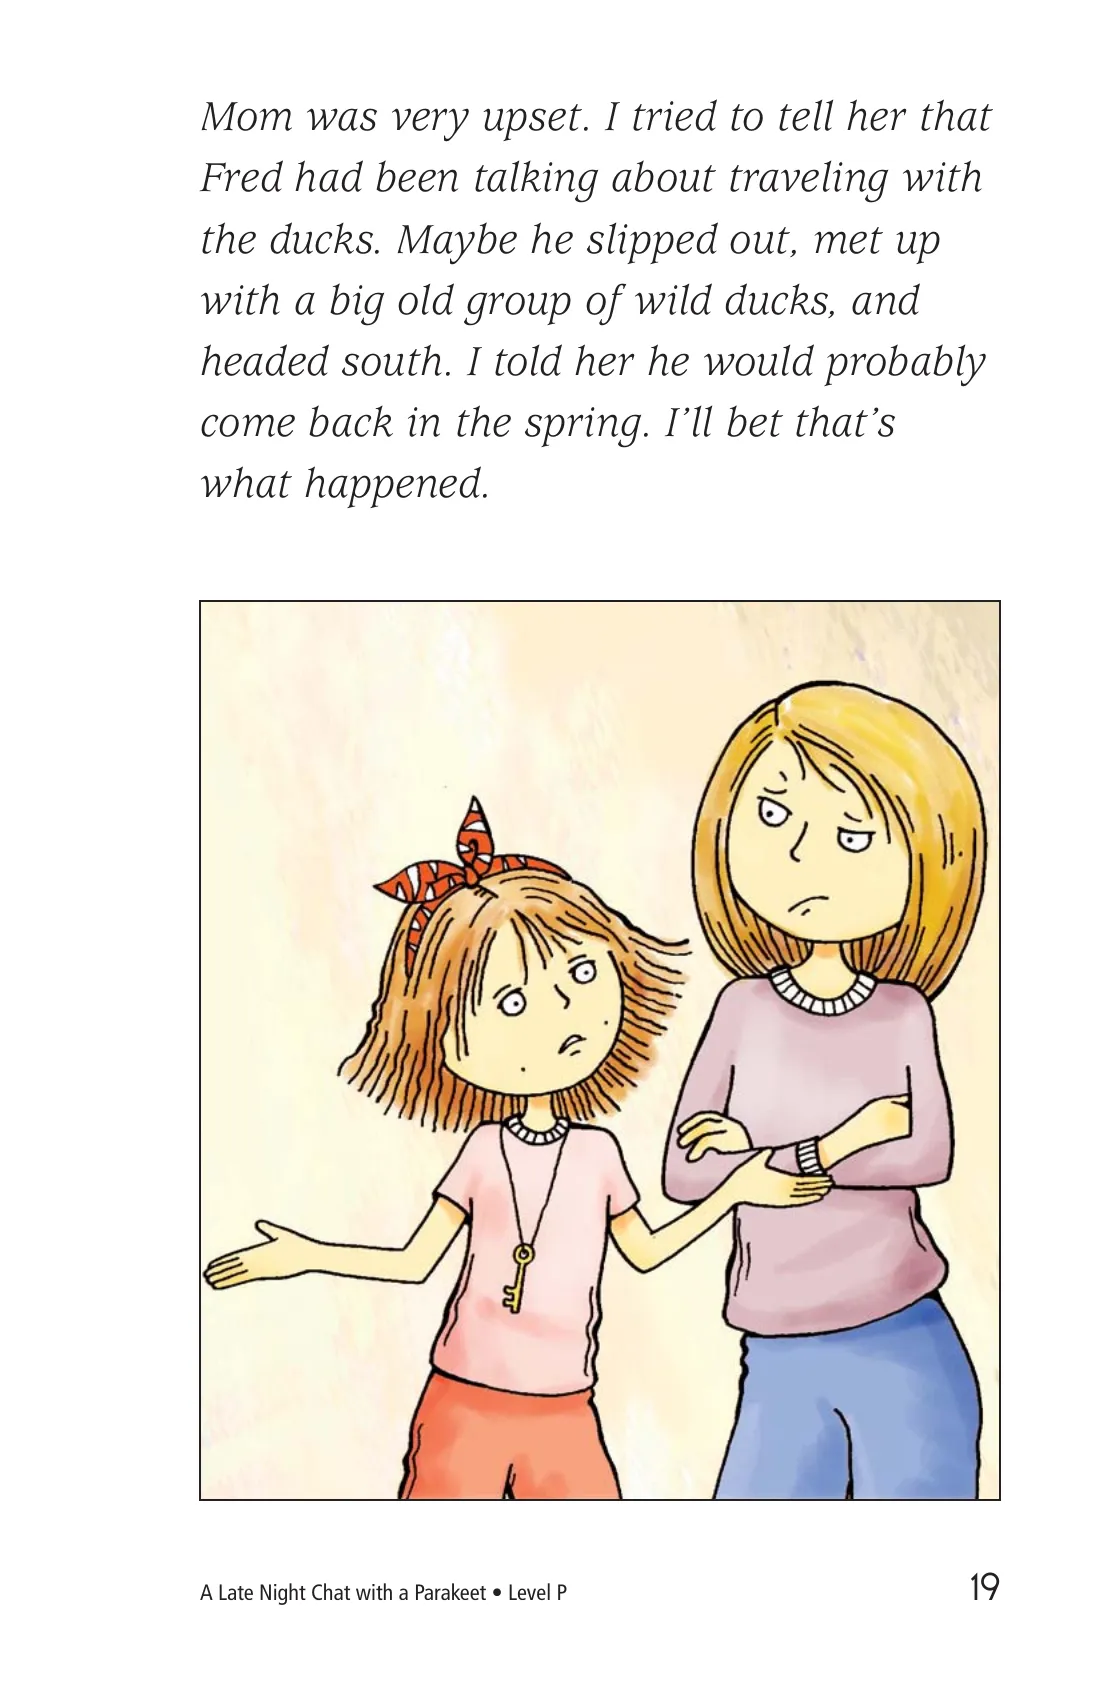 Mom was very upset. I tried to tell her that
Fred had been talking about traveling with
the ducks. Maybe he slipped out, met up
with a big old group of wild ducks, and
headed south. I told her he would probably
come back in the spring. I’ll bet that’s
what happened.
A Late Night Chat with a Parakeet • Level P
19